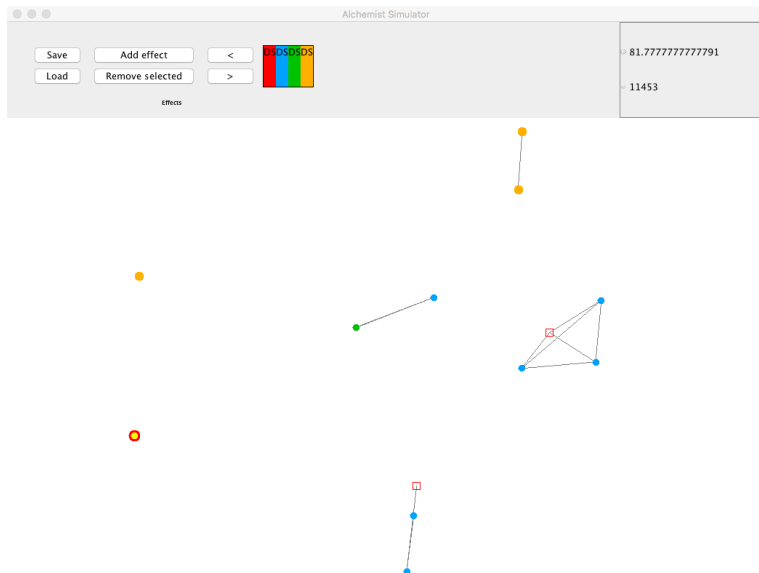 Alchemist Simulator
Save Add effect < DSDSDSDS 81.7777777777791
Load Remove selected > 11453
Effects